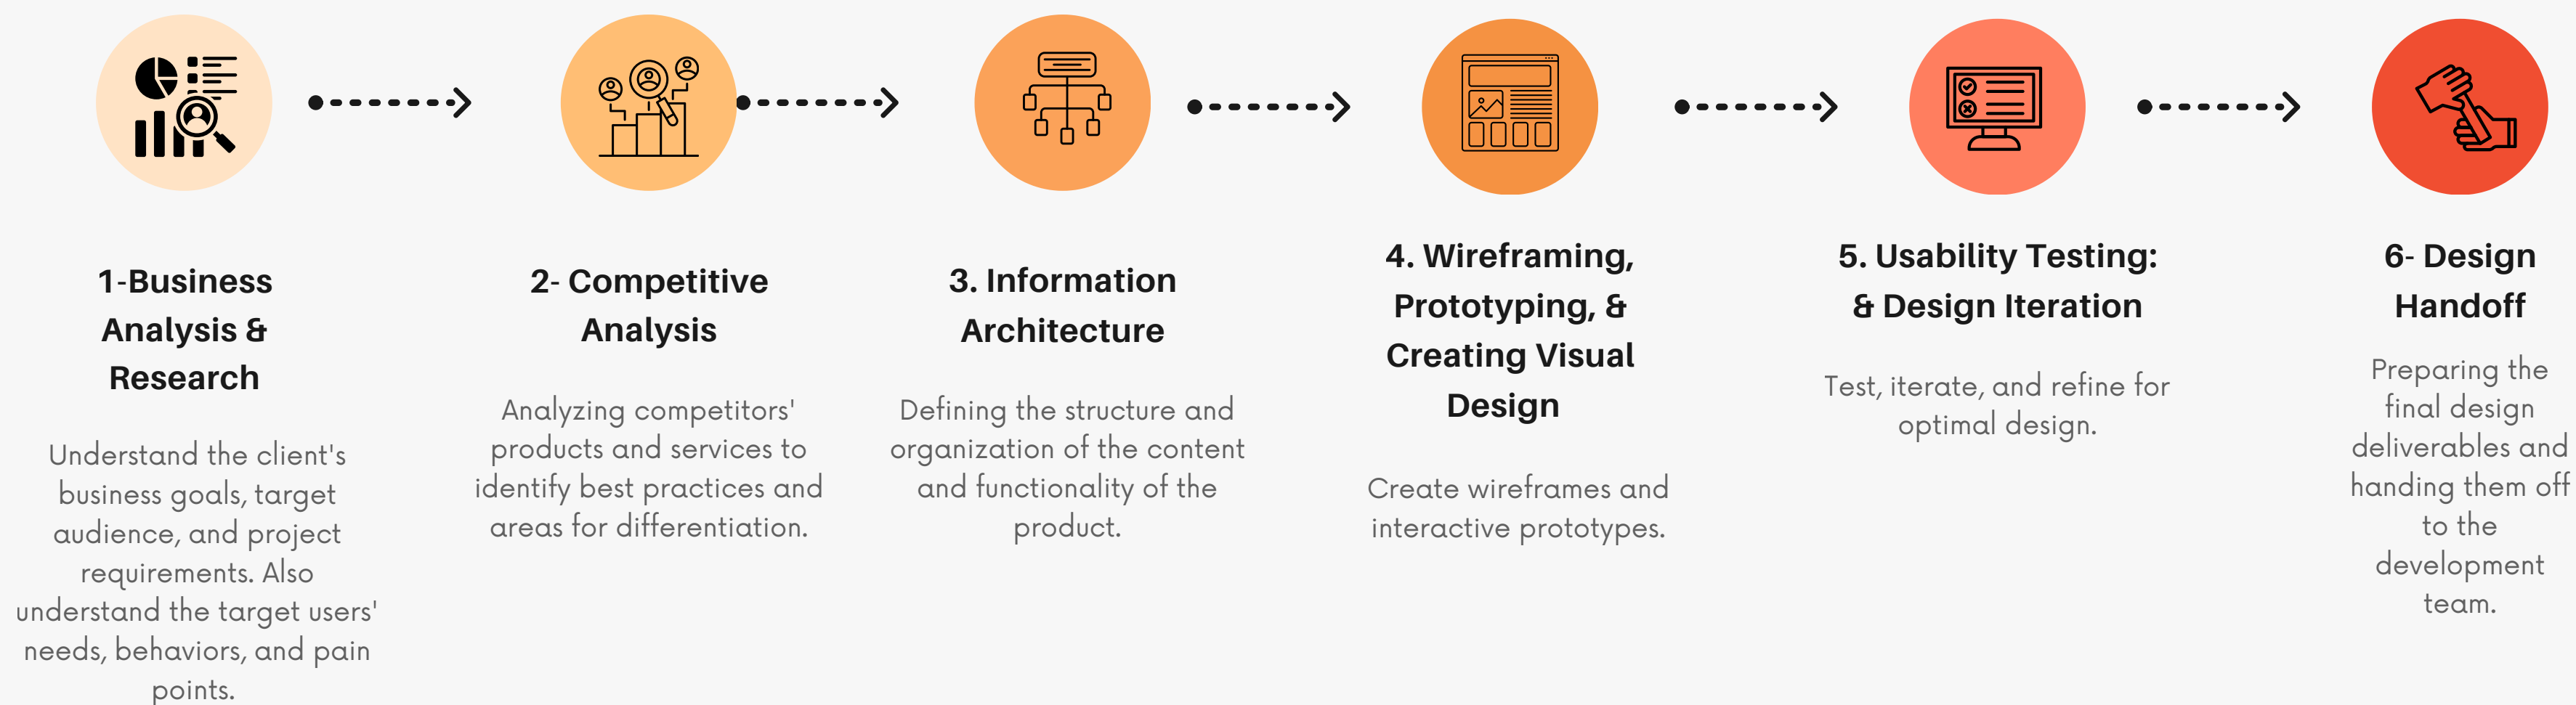 1-Business
Analysis &
Research
Understand the client's
business goals, target
audience, and project
requirements. Also
understand the target users'
needs, behaviors, and pain
points.
2- Competitive
Analysis
Analyzing competitors'
products and services to
identify best practices and
areas for differentiation.
3. Information
Architecture
Defining the structure and
organization of the content
and functionality of the
product.
4. Wireframing,
Prototyping, &
Creating Visual
Design
Create wireframes and
interactive prototypes.
5. Usability Testing:
& Design Iteration
Test, iterate, and refine for
optimal design.
6- Design
Handoff
Preparing the
final design
deliverables and
handing them off
to the
development
team.